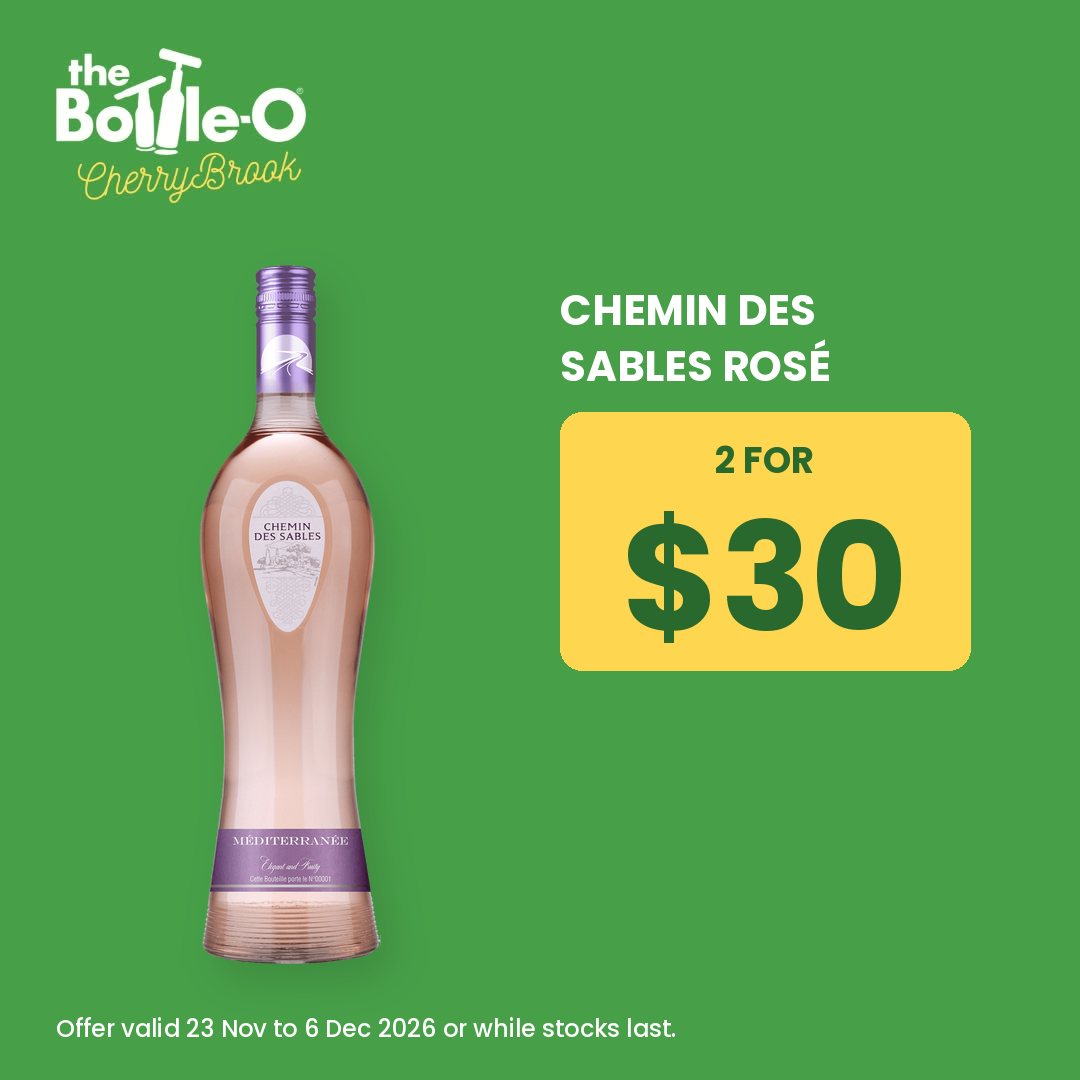 the
Bottle-O®
CherryBrook
CHEMIN DES
SABLES ROSÉ
2 FOR
$30
CHEMIN
DES SABLES
MÉDITERRANÉE
Elegant and Fruity
Cette Bouteille porte le N°00001
Offer valid 23 Nov to 6 Dec 2026 or while stocks last.